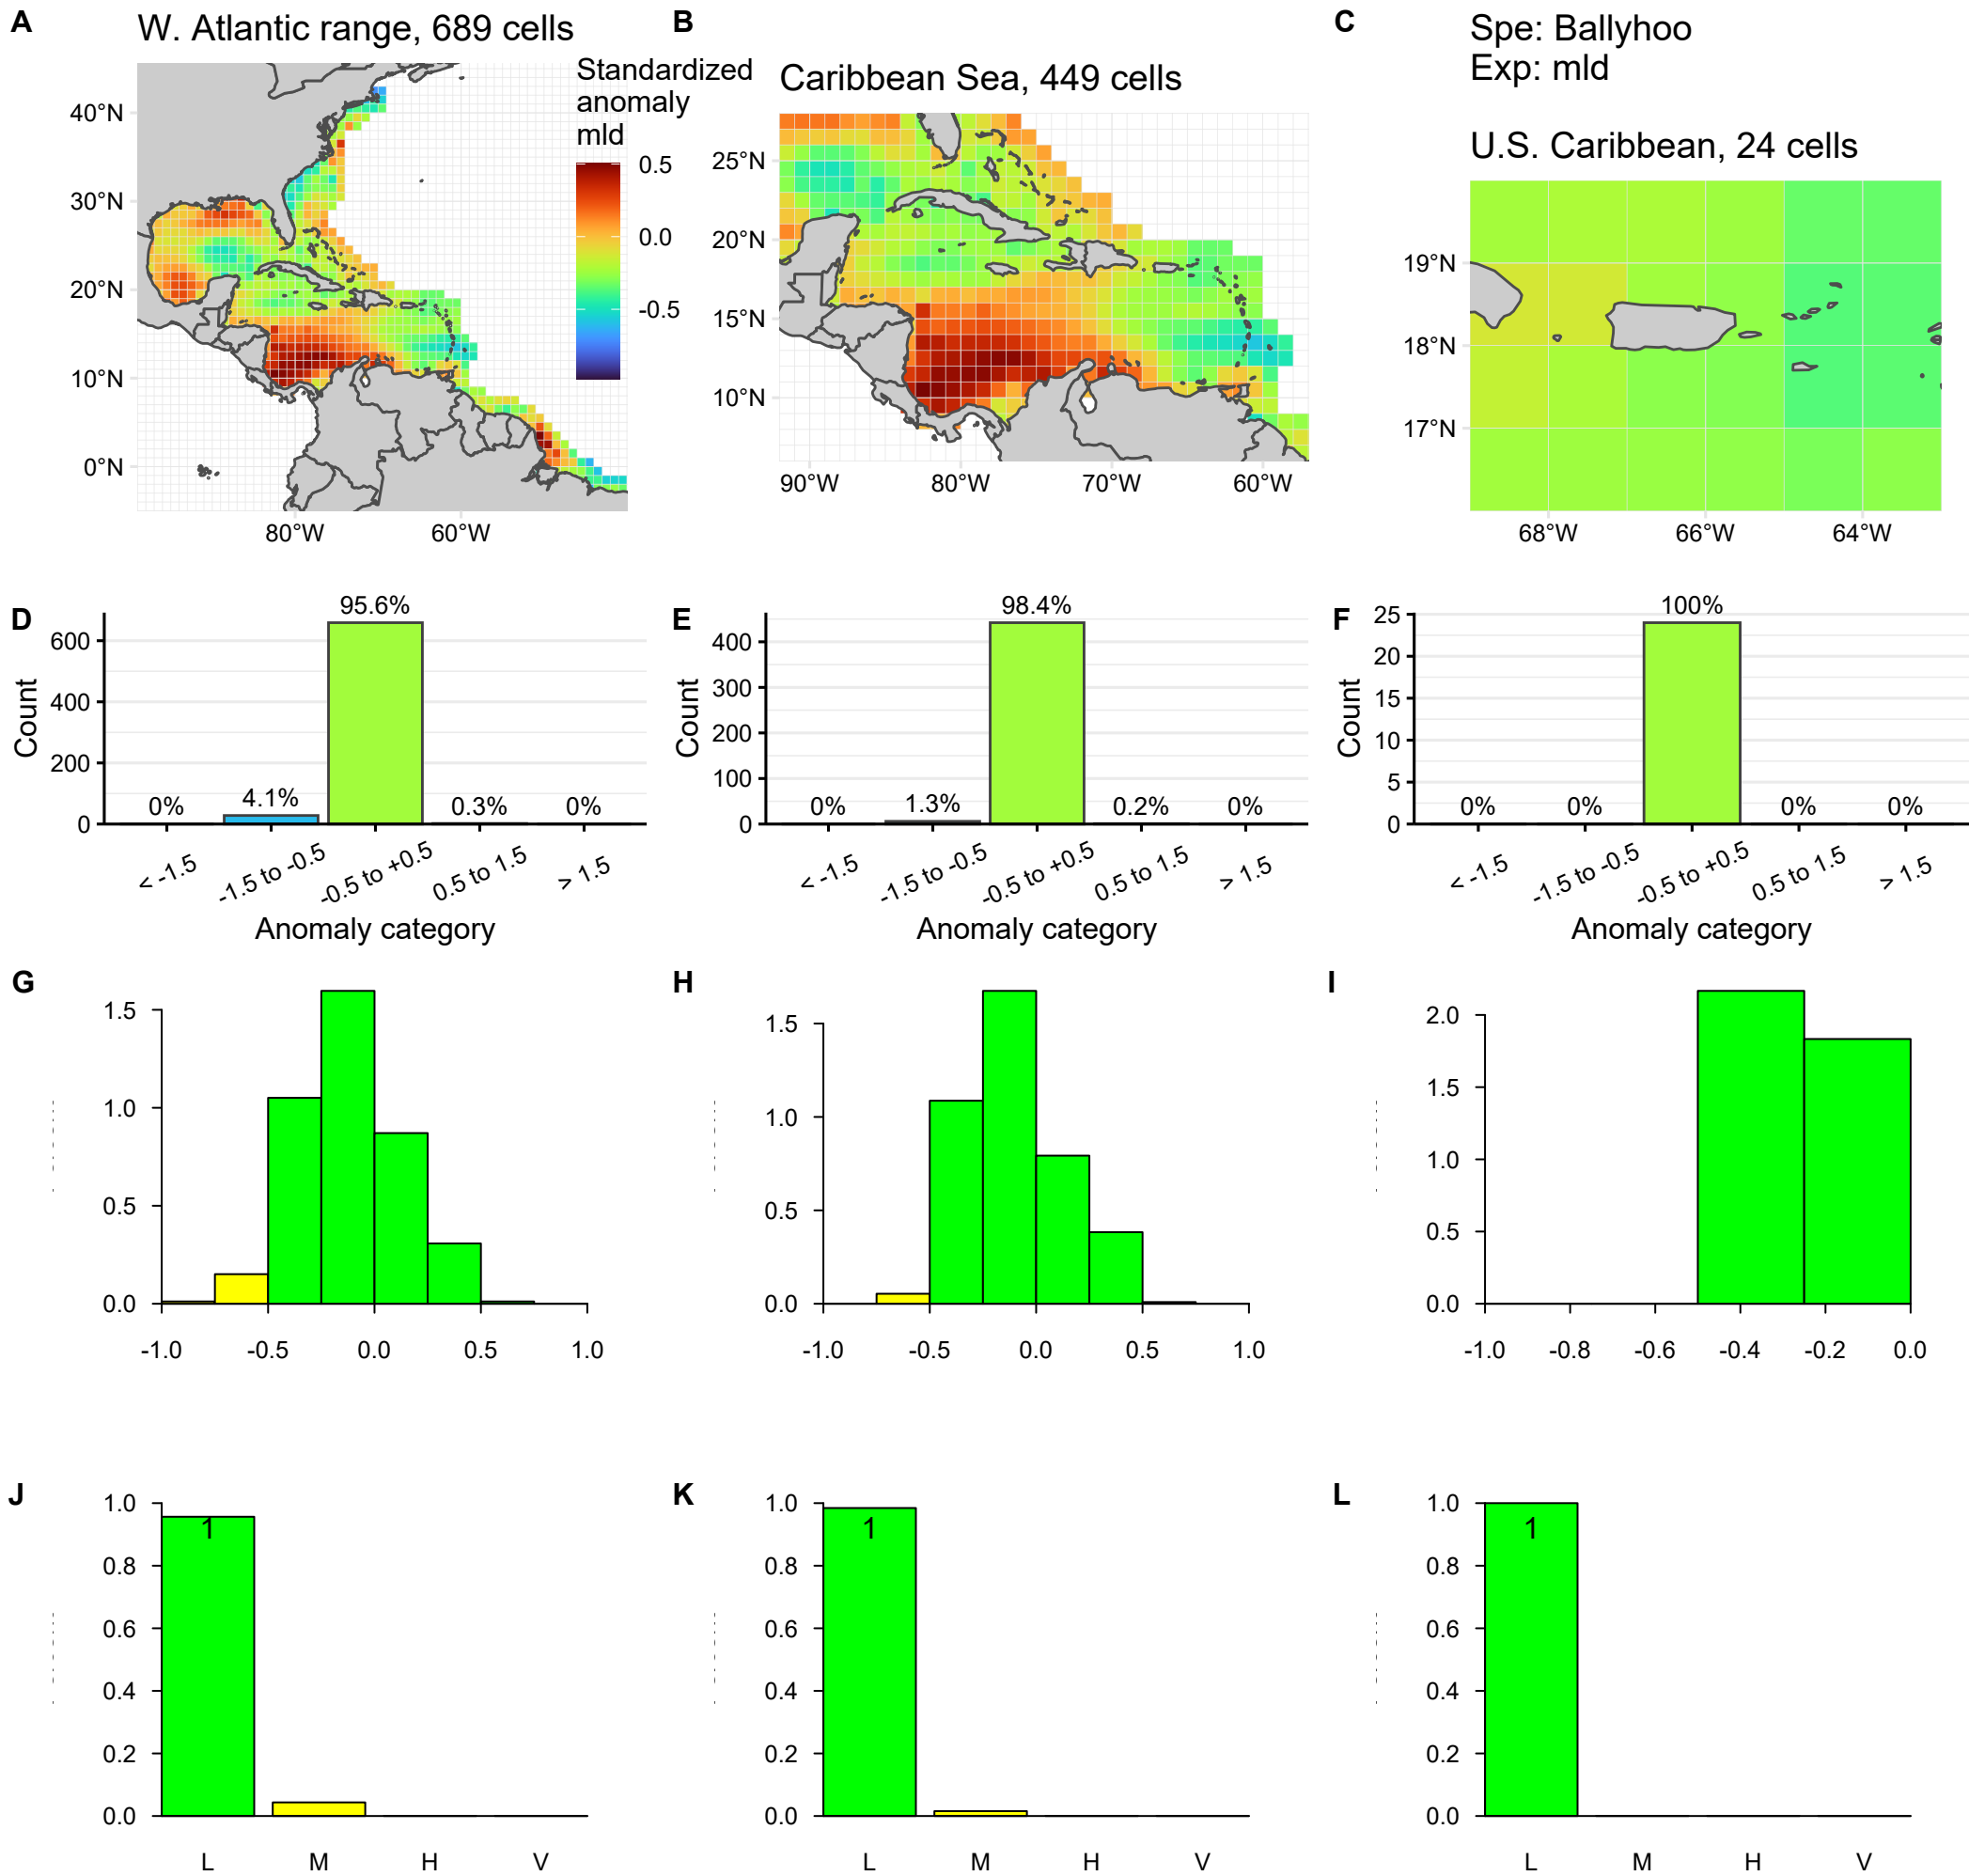 A
W. Atlantic range, 689 cells
Standardized
anomaly
mld
0.5
0.0
-0.5
40°N
30°N
20°N
10°N
0°N
80°W
60°W
B
Caribbean Sea, 449 cells
25°N
20°N
15°N
10°N
90°W
80°W
70°W
60°W
C
Spe: Ballyhoo
Exp: mld
U.S. Caribbean, 24 cells
19°N
18°N
17°N
68°W
66°W
64°W
D
Count
600
400
200
0
0%
4.1%
95.6%
0.3%
0%
< -1.5
-1.5 to -0.5
-0.5 to +0.5
0.5 to 1.5
> 1.5
Anomaly category
E
Count
400
300
200
100
0
0%
1.3%
98.4%
0.2%
0%
< -1.5
-1.5 to -0.5
-0.5 to +0.5
0.5 to 1.5
> 1.5
Anomaly category
F
Count
25
20
15
10
5
0
0%
0%
100%
0%
0%
< -1.5
-1.5 to -0.5
-0.5 to +0.5
0.5 to 1.5
> 1.5
Anomaly category
G
1.5
1.0
0.5
0.0
-1.0
-0.5
0.0
0.5
1.0
H
1.5
1.0
0.5
0.0
-1.0
-0.5
0.0
0.5
1.0
I
2.0
1.5
1.0
0.5
0.0
-1.0
-0.8
-0.6
-0.4
-0.2
0.0
J
1.0
0.8
0.6
0.4
0.2
0.0
1
L
M
H
V
K
1.0
0.8
0.6
0.4
0.2
0.0
1
L
M
H
V
L
1.0
0.8
0.6
0.4
0.2
0.0
1
L
M
H
V